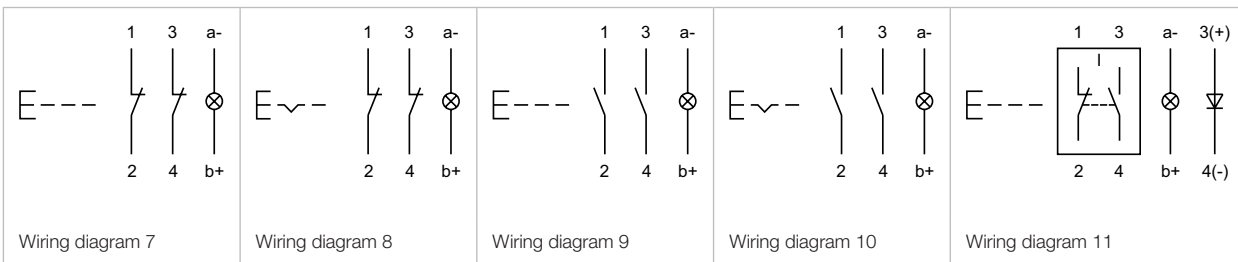 1 3 a-
2 4 b+
Wiring diagram 7
1 3 a-
2 4 b+
Wiring diagram 8
1 3 a-
2 4 b+
Wiring diagram 9
1 3 a-
2 4 b+
Wiring diagram 10
1 3 a- 3(+)
I
2 4 b+ 4(-)
Wiring diagram 11